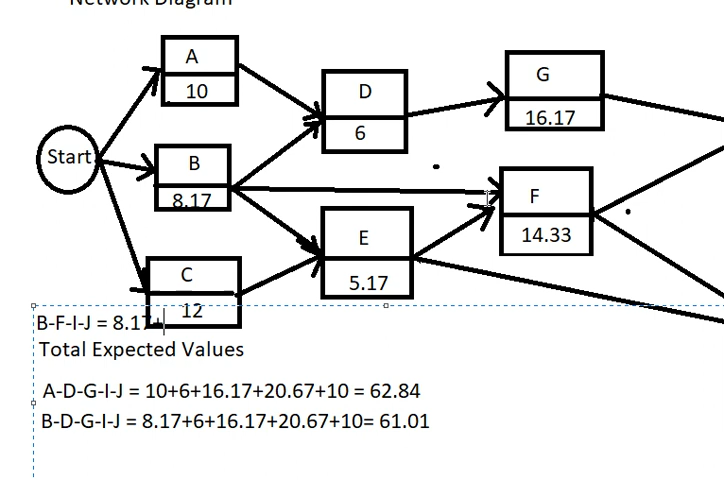 Network Diagram
A
10
D
6
G
16.17
Start
B
8.17
F
14.33
E
5.17
C
12
B-F-I-J = 8.17+
Total Expected Values
A-D-G-I-J = 10+6+16.17+20.67+10 = 62.84
B-D-G-I-J = 8.17+6+16.17+20.67+10= 61.01